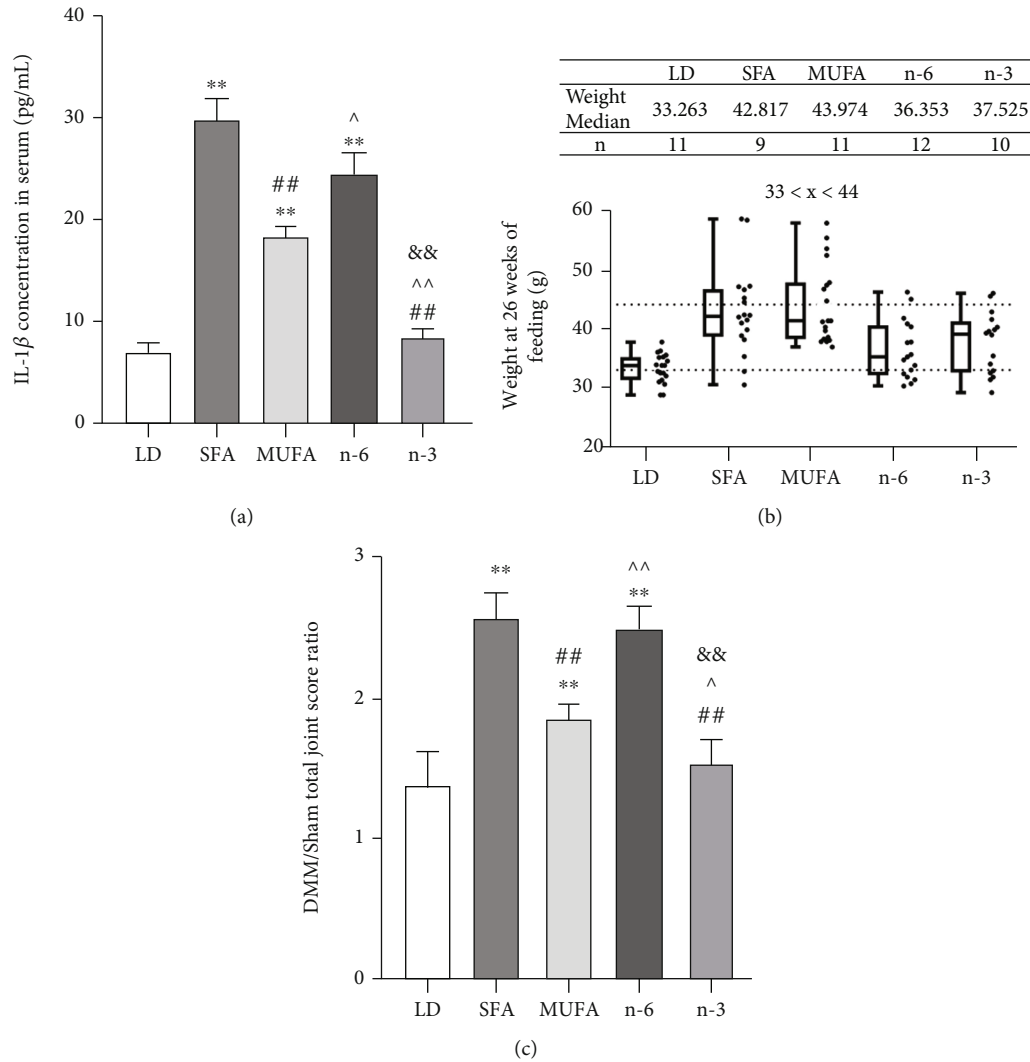 40
30
20
10
0
IL-1β concentration in serum (pg/mL)
**
##
**
^
**
&&
^^
##
LD SFA MUFA n-6 n-3
(a)
LD SFA MUFA n-6 n-3
Weight
Median 33.263 42.817 43.974 36.353 37.525
n 11 9 11 12 10
33 < x < 44
60
50
40
30
20
Weight at 26 weeks of
feeding (g)
LD SFA MUFA n-6 n-3
(b)
3
2
1
0
DMM/Sham total joint score ratio
**
##
**
^^
**
&&
^
##
LD SFA MUFA n-6 n-3
(c)